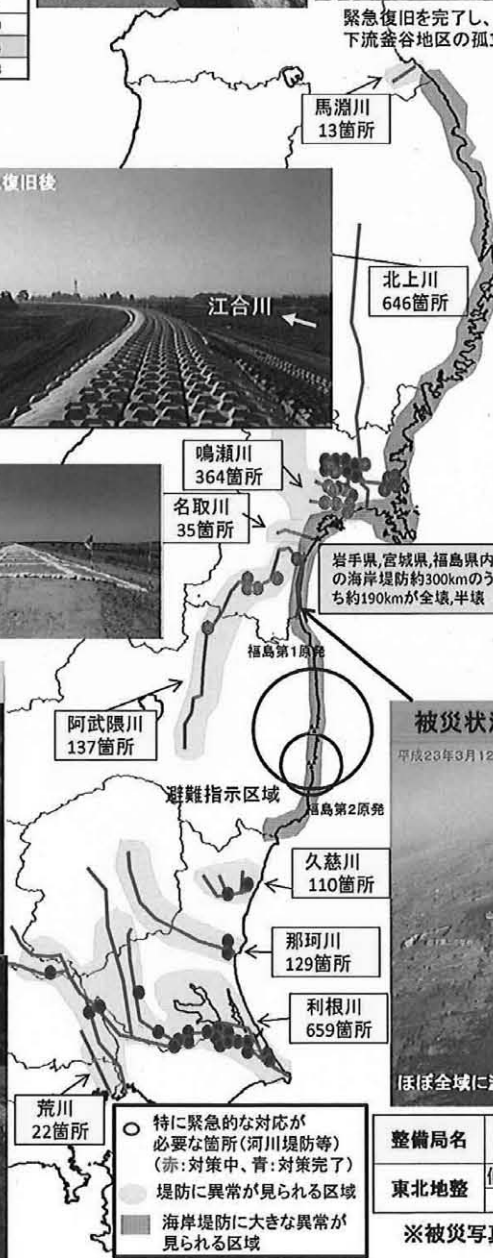 緊急復旧を完了し、
下流釜谷地区の孤立
馬淵川
13箇所
復旧後
江合川
北上川
646箇所
鳴瀬川
364箇所
名取川
35箇所
岩手県,宮城県,福島県内
の海岸堤防約300kmのう
ち約190kmが全壊,半壊
福島第1原発
阿武隈川
137箇所
被災状
平成23年3月12
避難指示区域
福島第2原発
久慈川
110箇所
那珂川
129箇所
利根川
659箇所
ほぼ全域に
荒川
22箇所
特に緊急的な対応が
必要な箇所(河川堤防等)
(赤:対策中、青:対策完了)
堤防に異常が見られる区域
海岸堤防に大きな異常が
見られる区域
整備局名
東北地整
※被災写真